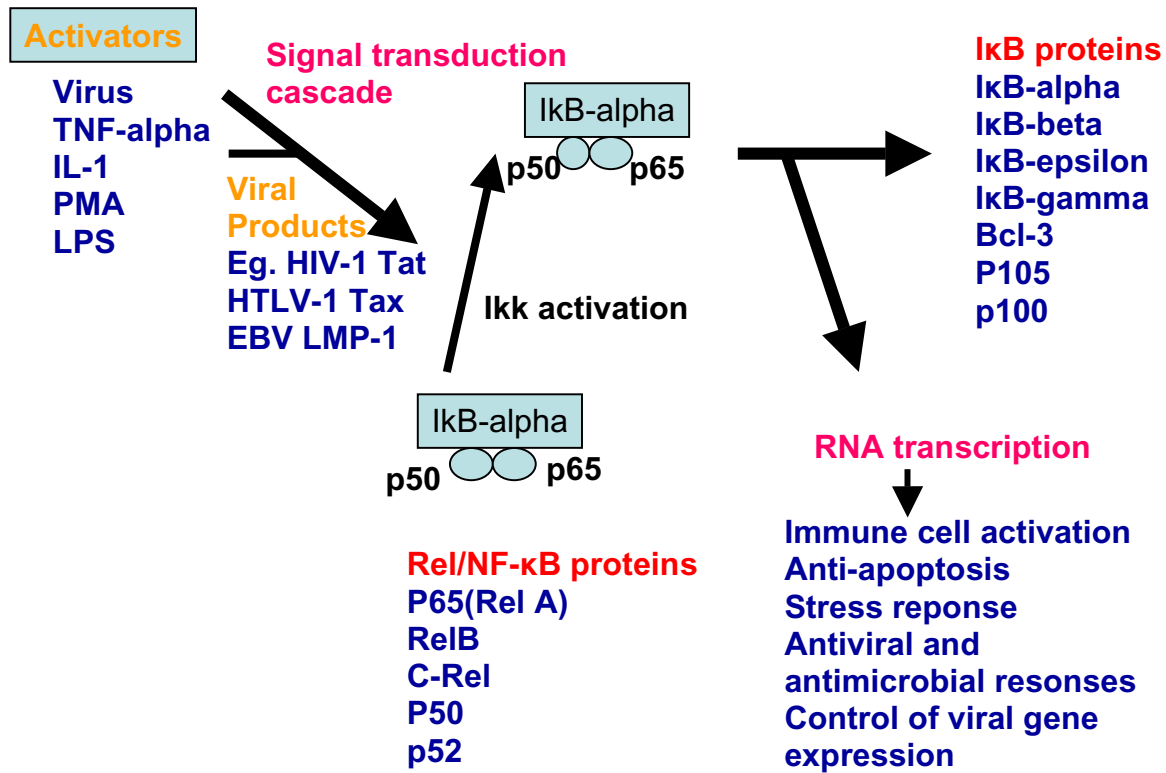 Activators
Virus
TNF-alpha
IL-1
PMA
LPS
Signal transduction
cascade
Viral
Products
Eg. HIV-1 Tat
HTLV-1 Tax
EBV LMP-1
IkB-alpha
p50 p65
Ikk activation
IkB-alpha
p50 p65
Rel/NF-κB proteins
P65(Rel A)
RelB
C-Rel
P50
p52
IκB proteins
IκB-alpha
IκB-beta
IκB-epsilon
IκB-gamma
Bcl-3
P105
p100
RNA transcription
Immune cell activation
Anti-apoptosis
Stress reponse
Antiviral and
antimicrobial resonses
Control of viral gene
expression